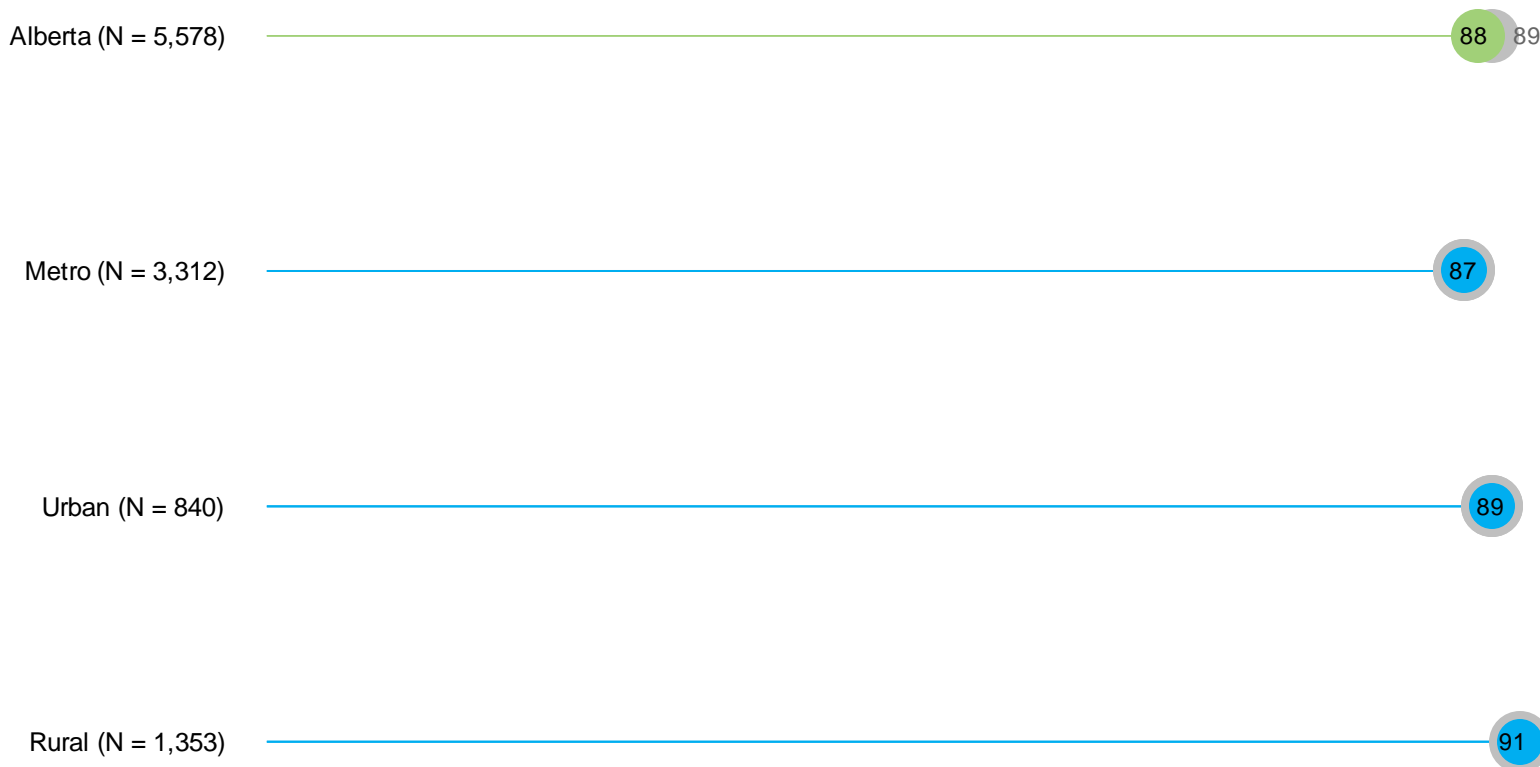 Alberta (N = 5,578) 88 89
Metro (N = 3,312) 87
Urban (N = 840) 89
Rural (N = 1,353) 91